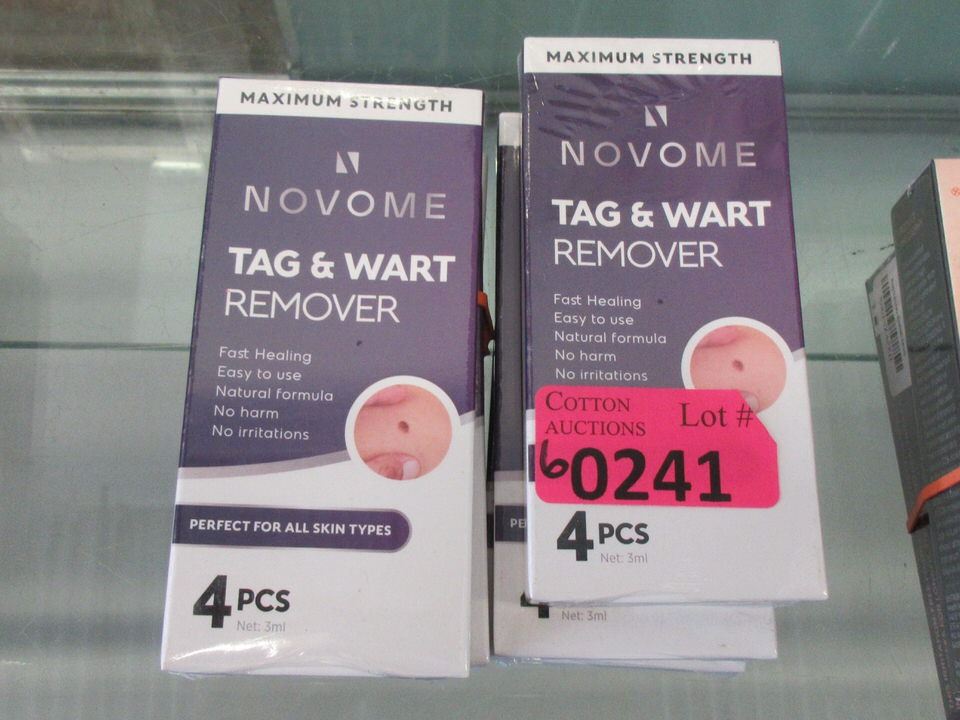 MAXIMUM STRENGTH
NOVOME
TAG & WART
REMOVER
Fast Healing
Easy to use
Natural formula
No harm
No irritations
PERFECT FOR ALL SKIN TYPES
4 PCS
Net: 3ml
MAXIMUM STRENGTH
NOVOME
TAG & WART
REMOVER
Fast Healing
Easy to use
Natural formula
No harm
No irritations
COTTON
AUCTIONS
Lot #
60241
4 PCS
Net: 3ml
PE
4
Net: 3ml